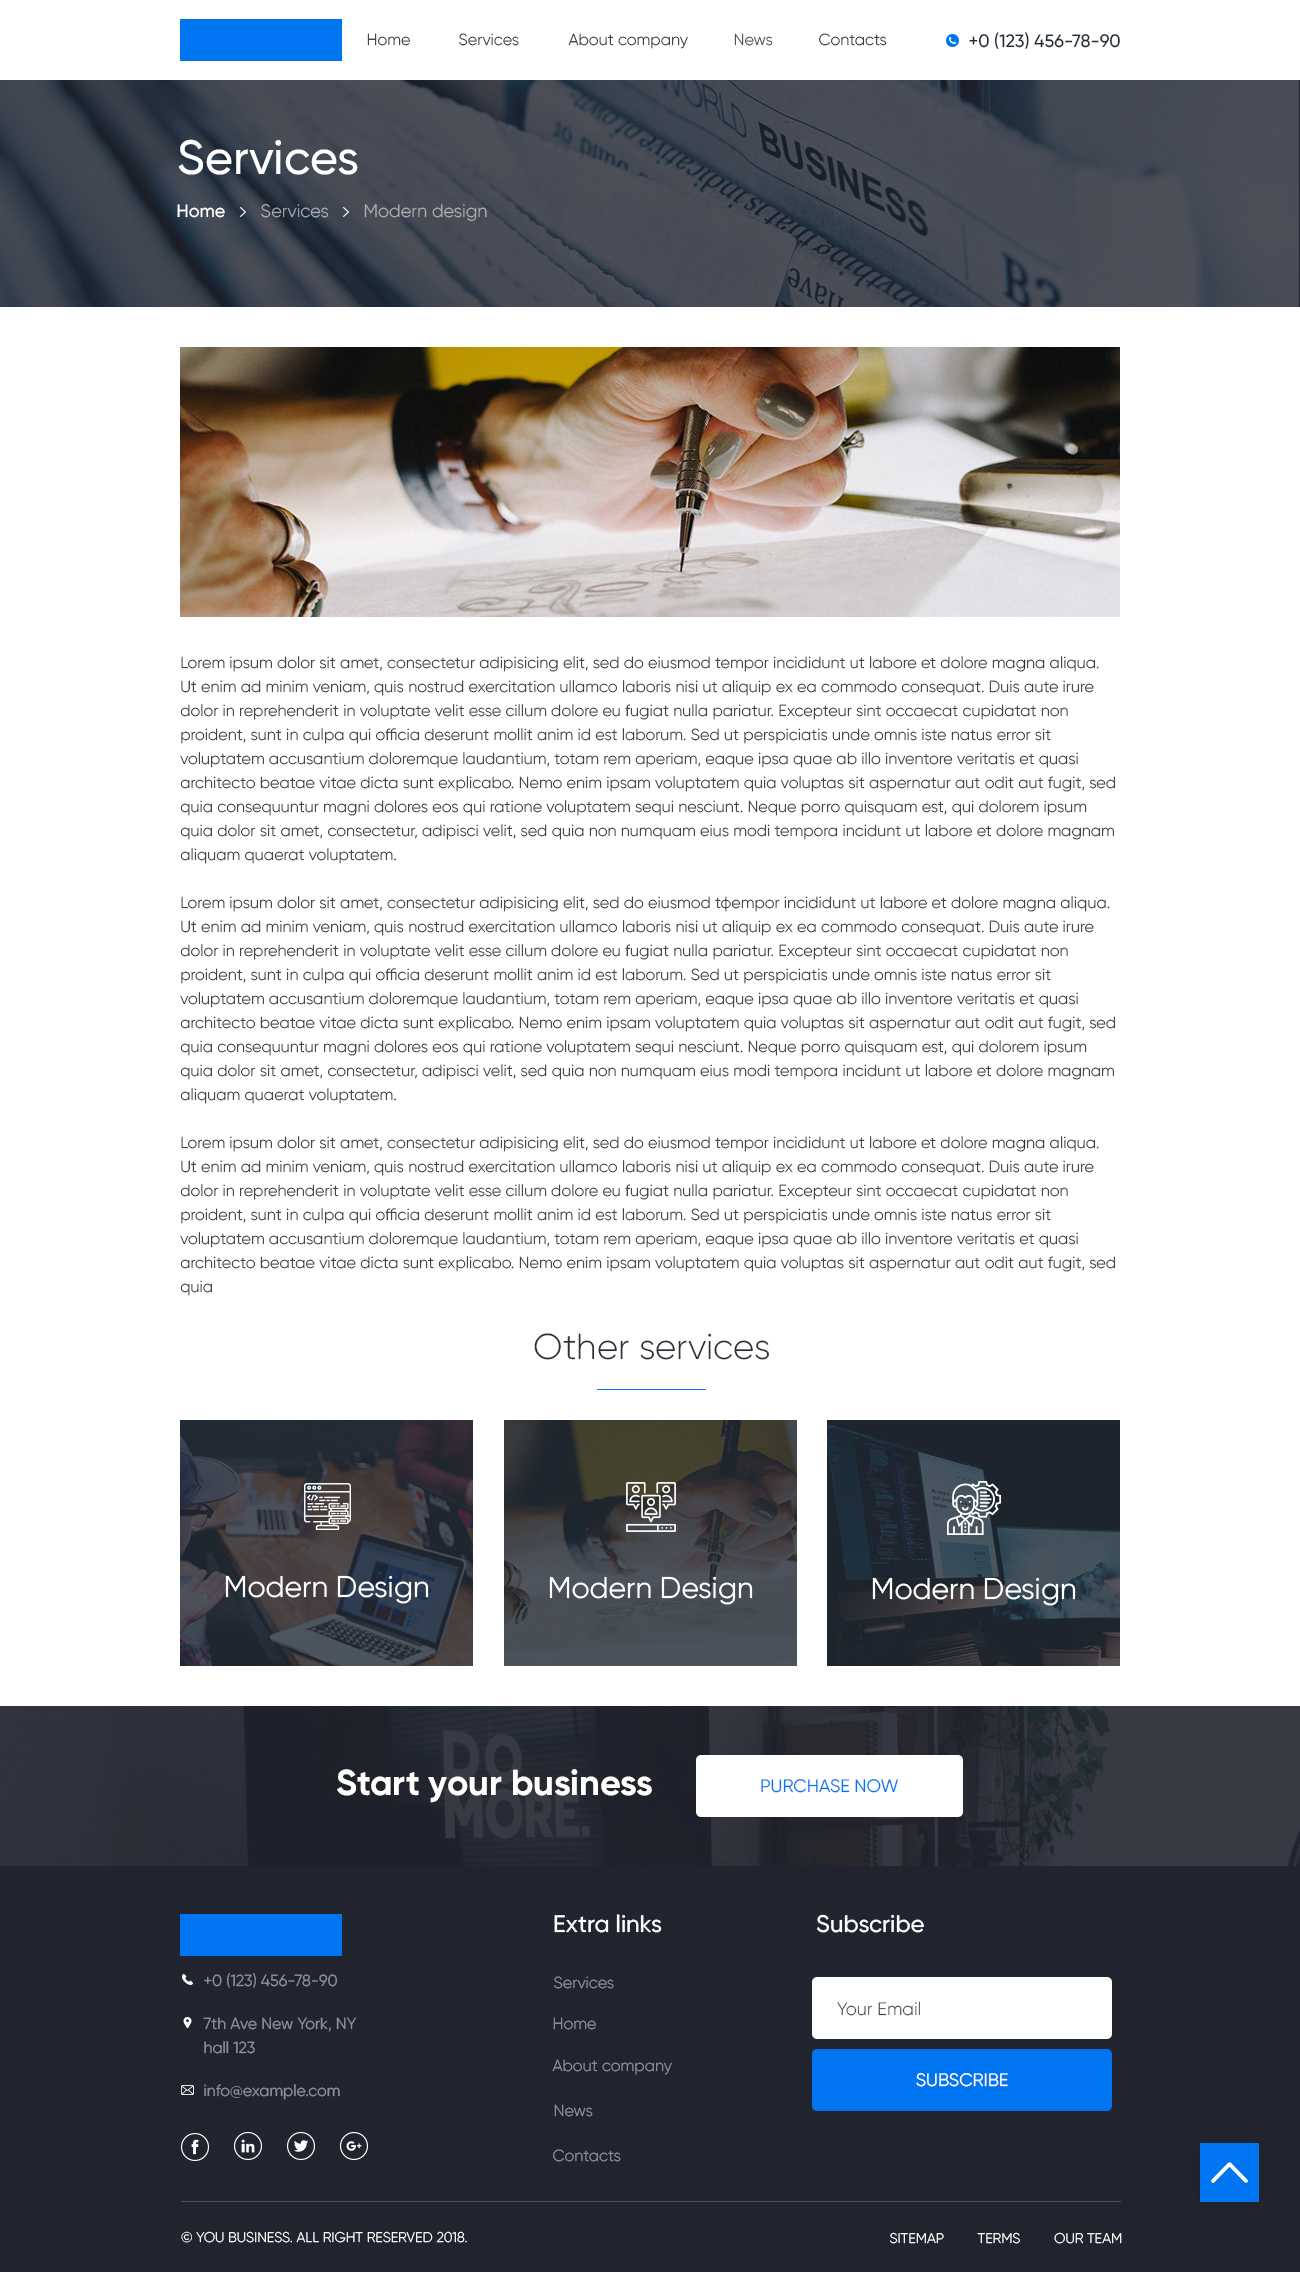 Home Services About company News Contacts +0 (123) 456-78-90
WORLD BUSINESS
Services
Home > Services > Modern design
have
Lorem ipsum dolor sit amet, consectetur adipisicing elit, sed do eiusmod tempor incididunt ut labore et dolore magna aliqua.
Ut enim ad minim veniam, quis nostrud exercitation ullamco laboris nisi ut aliquip ex ea commodo consequat. Duis aute irure
dolor in reprehenderit in voluptate velit esse cillum dolore eu fugiat nulla pariatur. Excepteur sint occaecat cupidatat non
proident, sunt in culpa qui officia deserunt mollit anim id est laborum. Sed ut perspiciatis unde omnis iste natus error sit
voluptatem accusantium doloremque laudantium, totam rem aperiam, eaque ipsa quae ab illo inventore veritatis et quasi
architecto beatae vitae dicta sunt explicabo. Nemo enim ipsam voluptatem quia voluptas sit aspernatur aut odit aut fugit, sed
quia consequuntur magni dolores eos qui ratione voluptatem sequi nesciunt. Neque porro quisquam est, qui dolorem ipsum
quia dolor sit amet, consectetur, adipisci velit, sed quia non numquam eius modi tempora incidunt ut labore et dolore magnam
aliquam quaerat voluptatem.
Lorem ipsum dolor sit amet, consectetur adipisicing elit, sed do eiusmod tфempor incididunt ut labore et dolore magna aliqua.
Ut enim ad minim veniam, quis nostrud exercitation ullamco laboris nisi ut aliquip ex ea commodo consequat. Duis aute irure
dolor in reprehenderit in voluptate velit esse cillum dolore eu fugiat nulla pariatur. Excepteur sint occaecat cupidatat non
proident, sunt in culpa qui officia deserunt mollit anim id est laborum. Sed ut perspiciatis unde omnis iste natus error sit
voluptatem accusantium doloremque laudantium, totam rem aperiam, eaque ipsa quae ab illo inventore veritatis et quasi
architecto beatae vitae dicta sunt explicabo. Nemo enim ipsam voluptatem quia voluptas sit aspernatur aut odit aut fugit, sed
quia consequuntur magni dolores eos qui ratione voluptatem sequi nesciunt. Neque porro quisquam est, qui dolorem ipsum
quia dolor sit amet, consectetur, adipisci velit, sed quia non numquam eius modi tempora incidunt ut labore et dolore magnam
aliquam quaerat voluptatem.
Lorem ipsum dolor sit amet, consectetur adipisicing elit, sed do eiusmod tempor incididunt ut labore et dolore magna aliqua.
Ut enim ad minim veniam, quis nostrud exercitation ullamco laboris nisi ut aliquip ex ea commodo consequat. Duis aute irure
dolor in reprehenderit in voluptate velit esse cillum dolore eu fugiat nulla pariatur. Excepteur sint occaecat cupidatat non
proident, sunt in culpa qui officia deserunt mollit anim id est laborum. Sed ut perspiciatis unde omnis iste natus error sit
voluptatem accusantium doloremque laudantium, totam rem aperiam, eaque ipsa quae ab illo inventore veritatis et quasi
architecto beatae vitae dicta sunt explicabo. Nemo enim ipsam voluptatem quia voluptas sit aspernatur aut odit aut fugit, sed
quia
Other services
Modern Design
Modern Design
Modern Design
DO
MORE.
Start your business
PURCHASE NOW
+0 (123) 456-78-90
7th Ave New York, NY
hall 123
info@example.com
Extra links
Services
Home
About company
News
Contacts
Subscribe
Your Email
SUBSCRIBE
© YOU BUSINESS. ALL RIGHT RESERVED 2018.
SITEMAP TERMS OUR TEAM